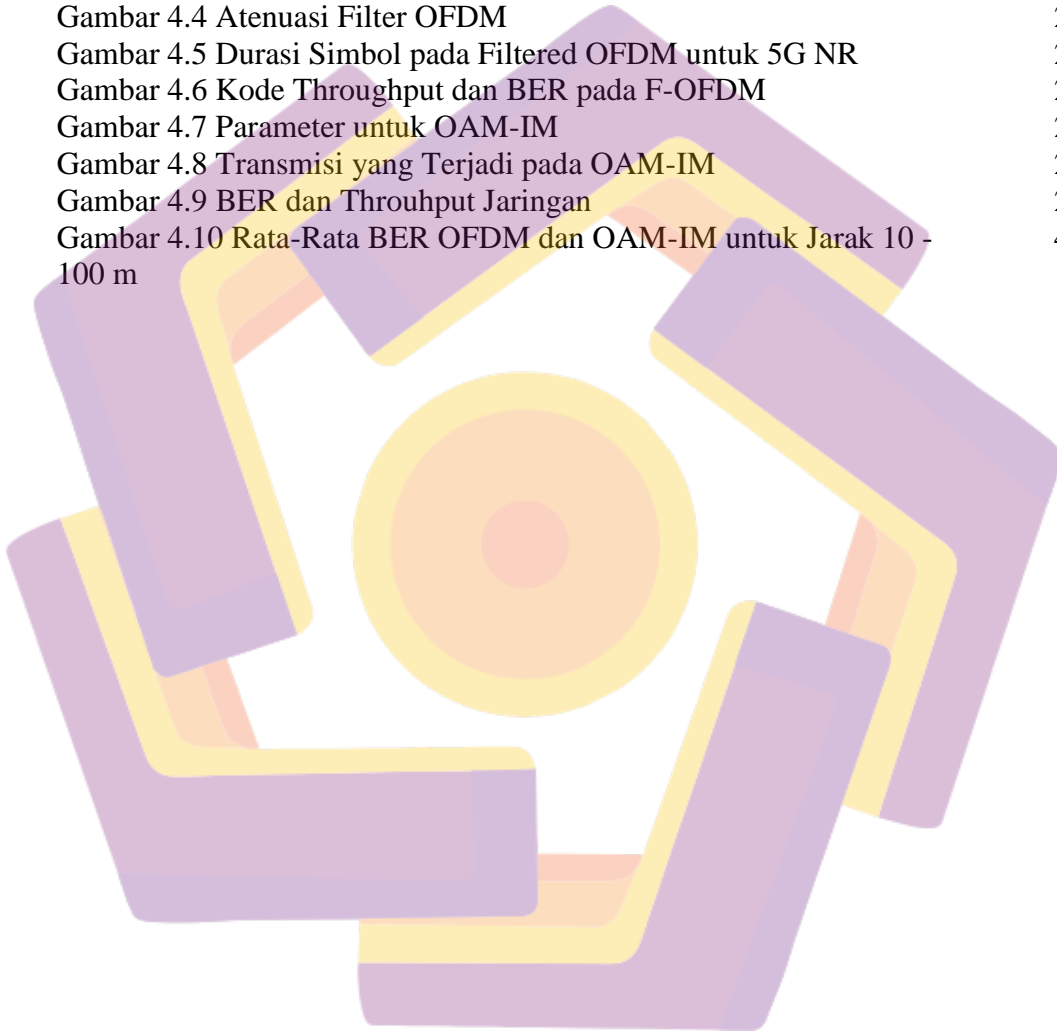 Gambar 4.4 Atenuasi Filter OFDM
Gambar 4.5 Durasi Simbol pada Filtered OFDM untuk 5G NR
Gambar 4.6 Kode Throughput dan BER pada F-OFDM
Gambar 4.7 Parameter untuk OAM-IM
Gambar 4.8 Transmisi yang Terjadi pada OAM-IM
Gambar 4.9 BER dan Throuhput Jaringan
Gambar 4.10 Rata-Rata BER OFDM dan OAM-IM untuk Jarak 10 -
100 m